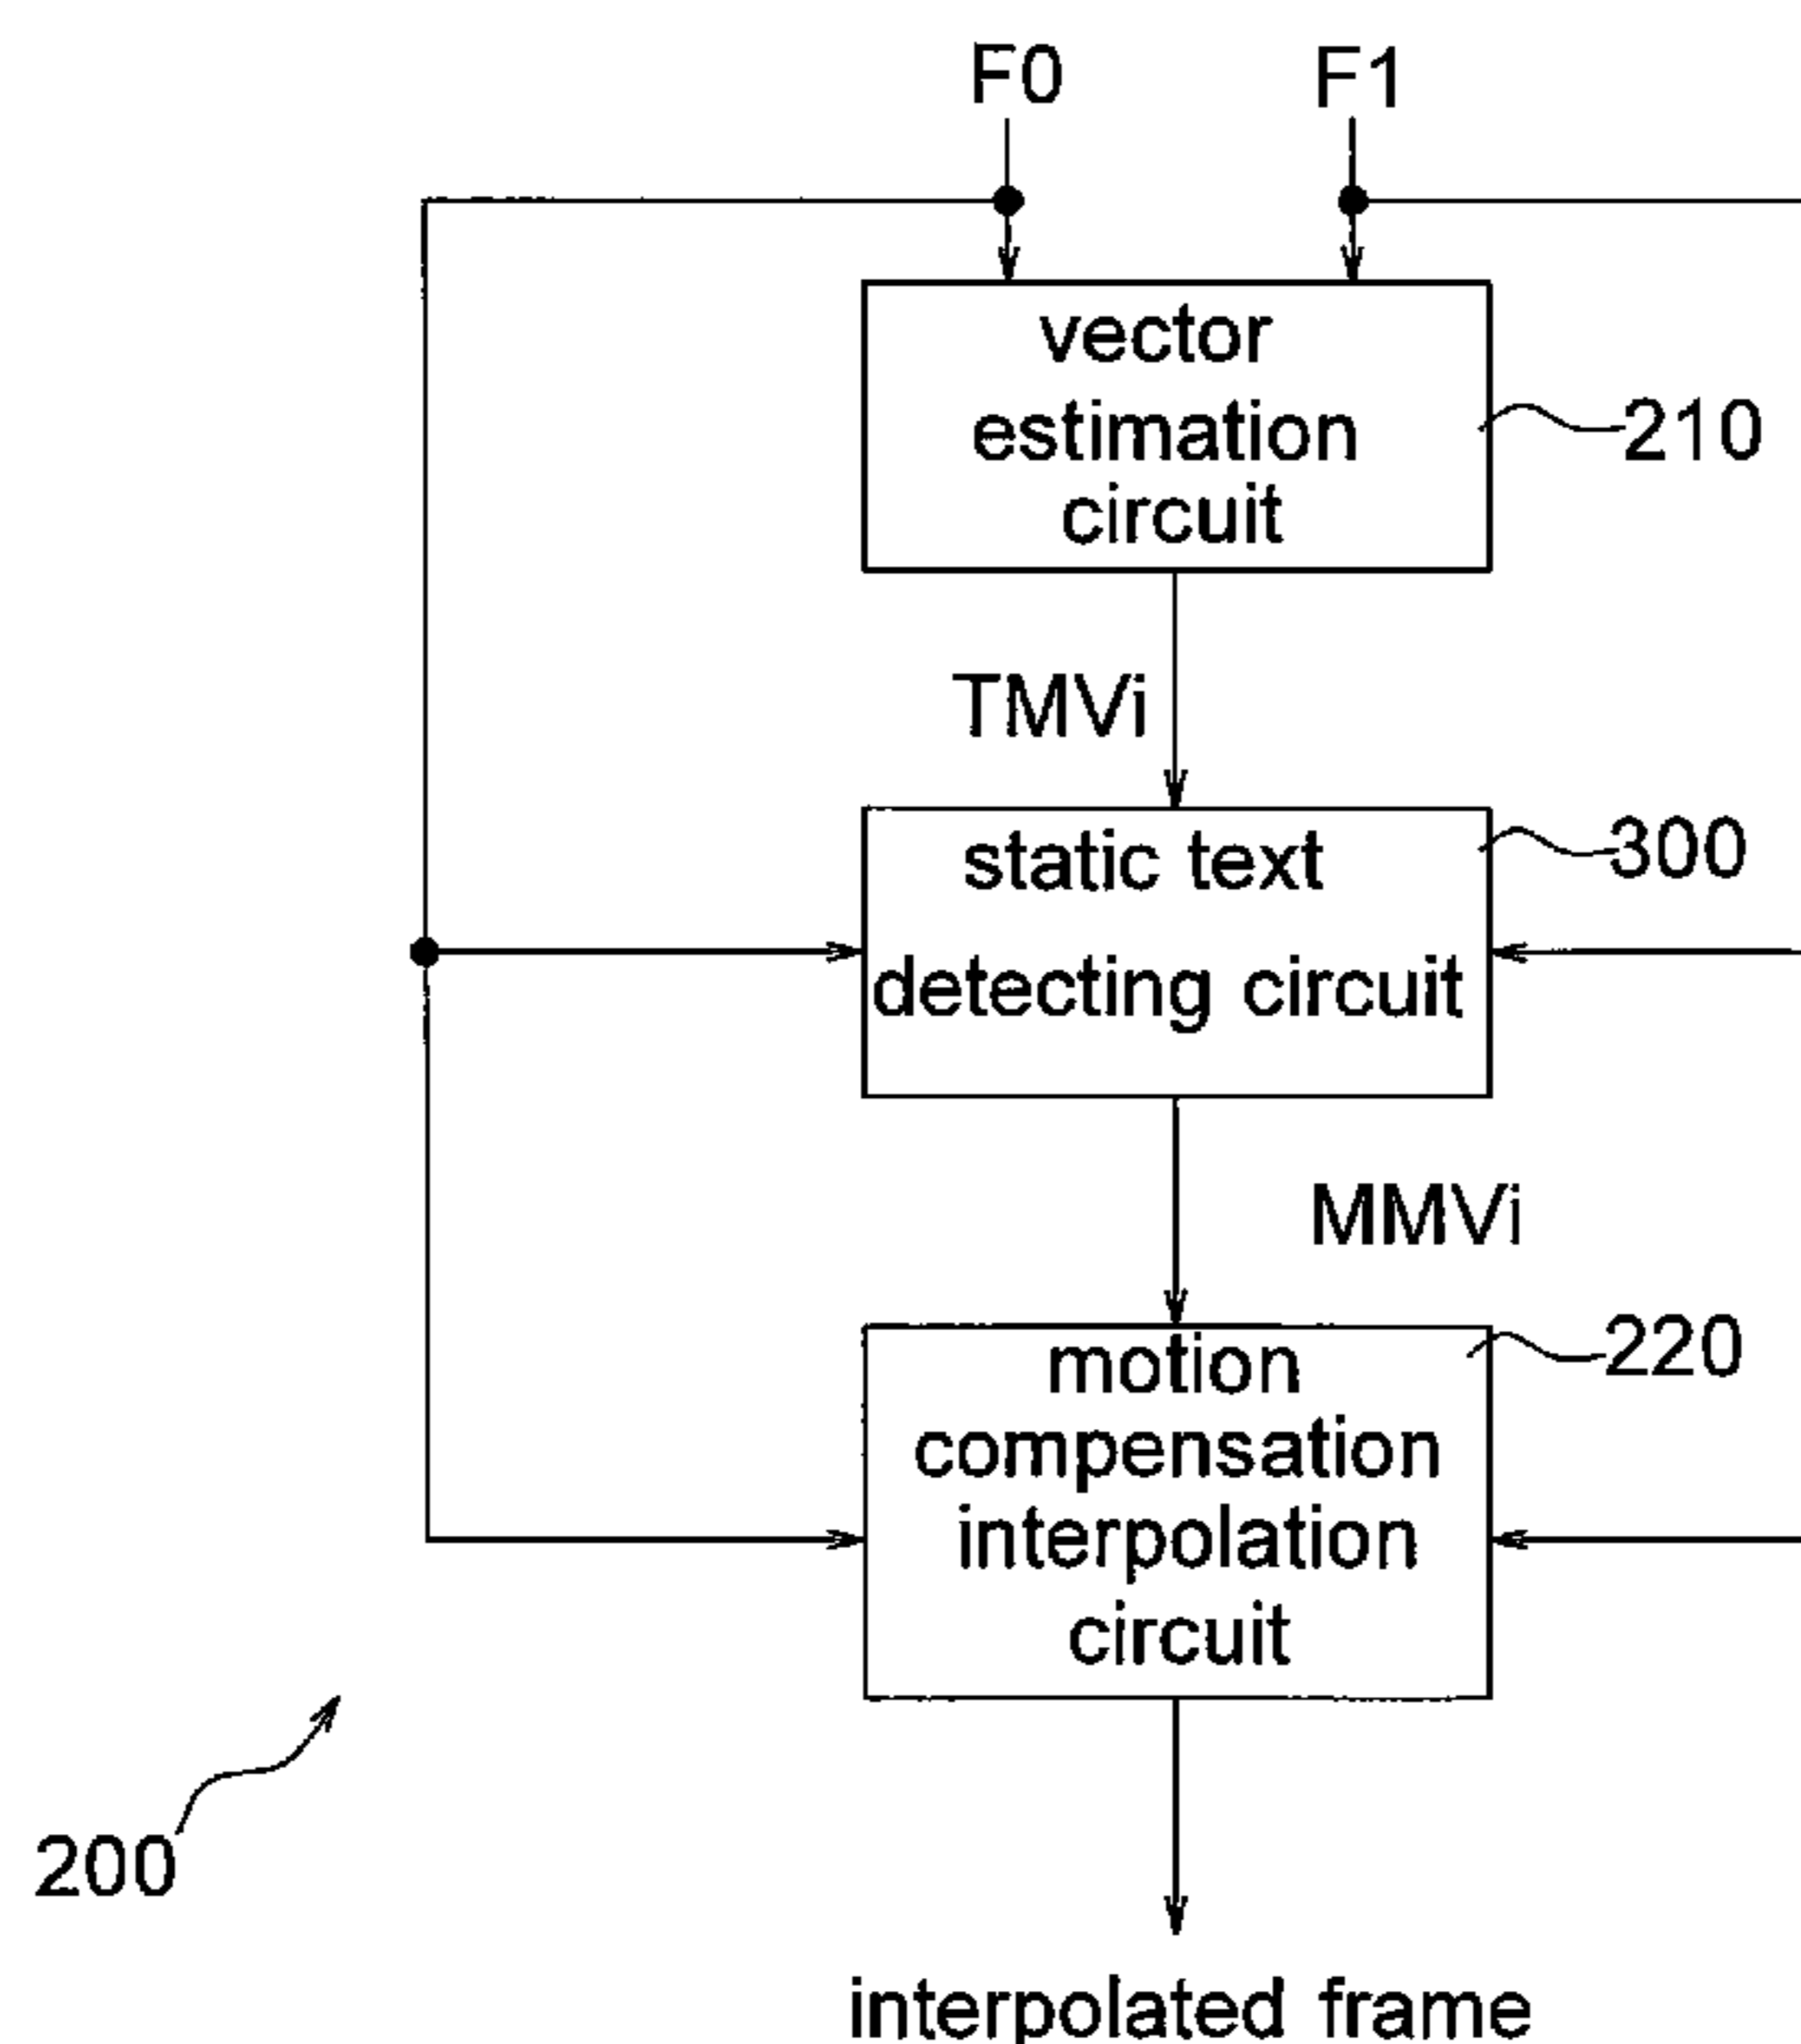 F0 F1
vector
estimation
circuit
210
TMVi
static text
detecting circuit
300
MMVi
motion
compensation
interpolation
circuit
220
200
interpolated frame